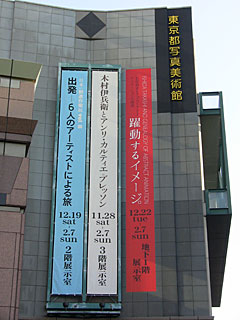 東京都写真美術館
躍動するイメージ。
12.22
tue
2.7
sun
地下1階
展示室
木村伊兵衛とアンリ・カルティエ=ブレッソン
11.28
sat
2.7
sun
3階展示室
出発－6人のアーティストによる旅
12.19
sat
2.7
sun
2階展示室